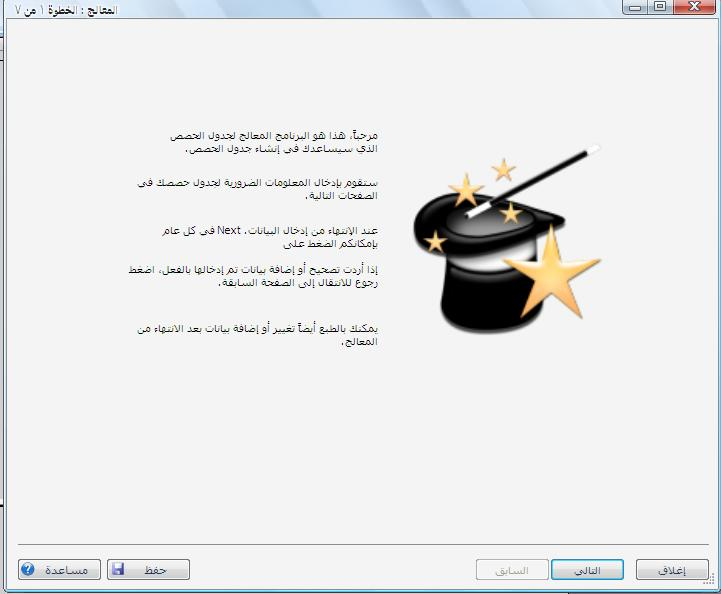 المعالج : الخطوة ١ من ٧
مرحباً، هذا هو البرنامج المعالج لجدول الحصص
الذي سيساعدك في إنشاء جدول الحصص.
ستقوم بإدخال المعلومات الضرورية لجدول حصصك في
الصفحات التالية.
عند الإنتهاء من إدخال البيانات، Next في كل عام
بإمكانكم الضغط على
إذا أردت تصحيح أو إضافة بيانات تم إدخالها بالفعل، اضغط
رجوع للانتقال إلى الصفحة السابقة.
يمكنك بالطبع أيضاً تغيير أو إضافة بيانات بعد الانتهاء من
المعالج.
إغلاق
التالي
السابق
حفظ
مساعدة